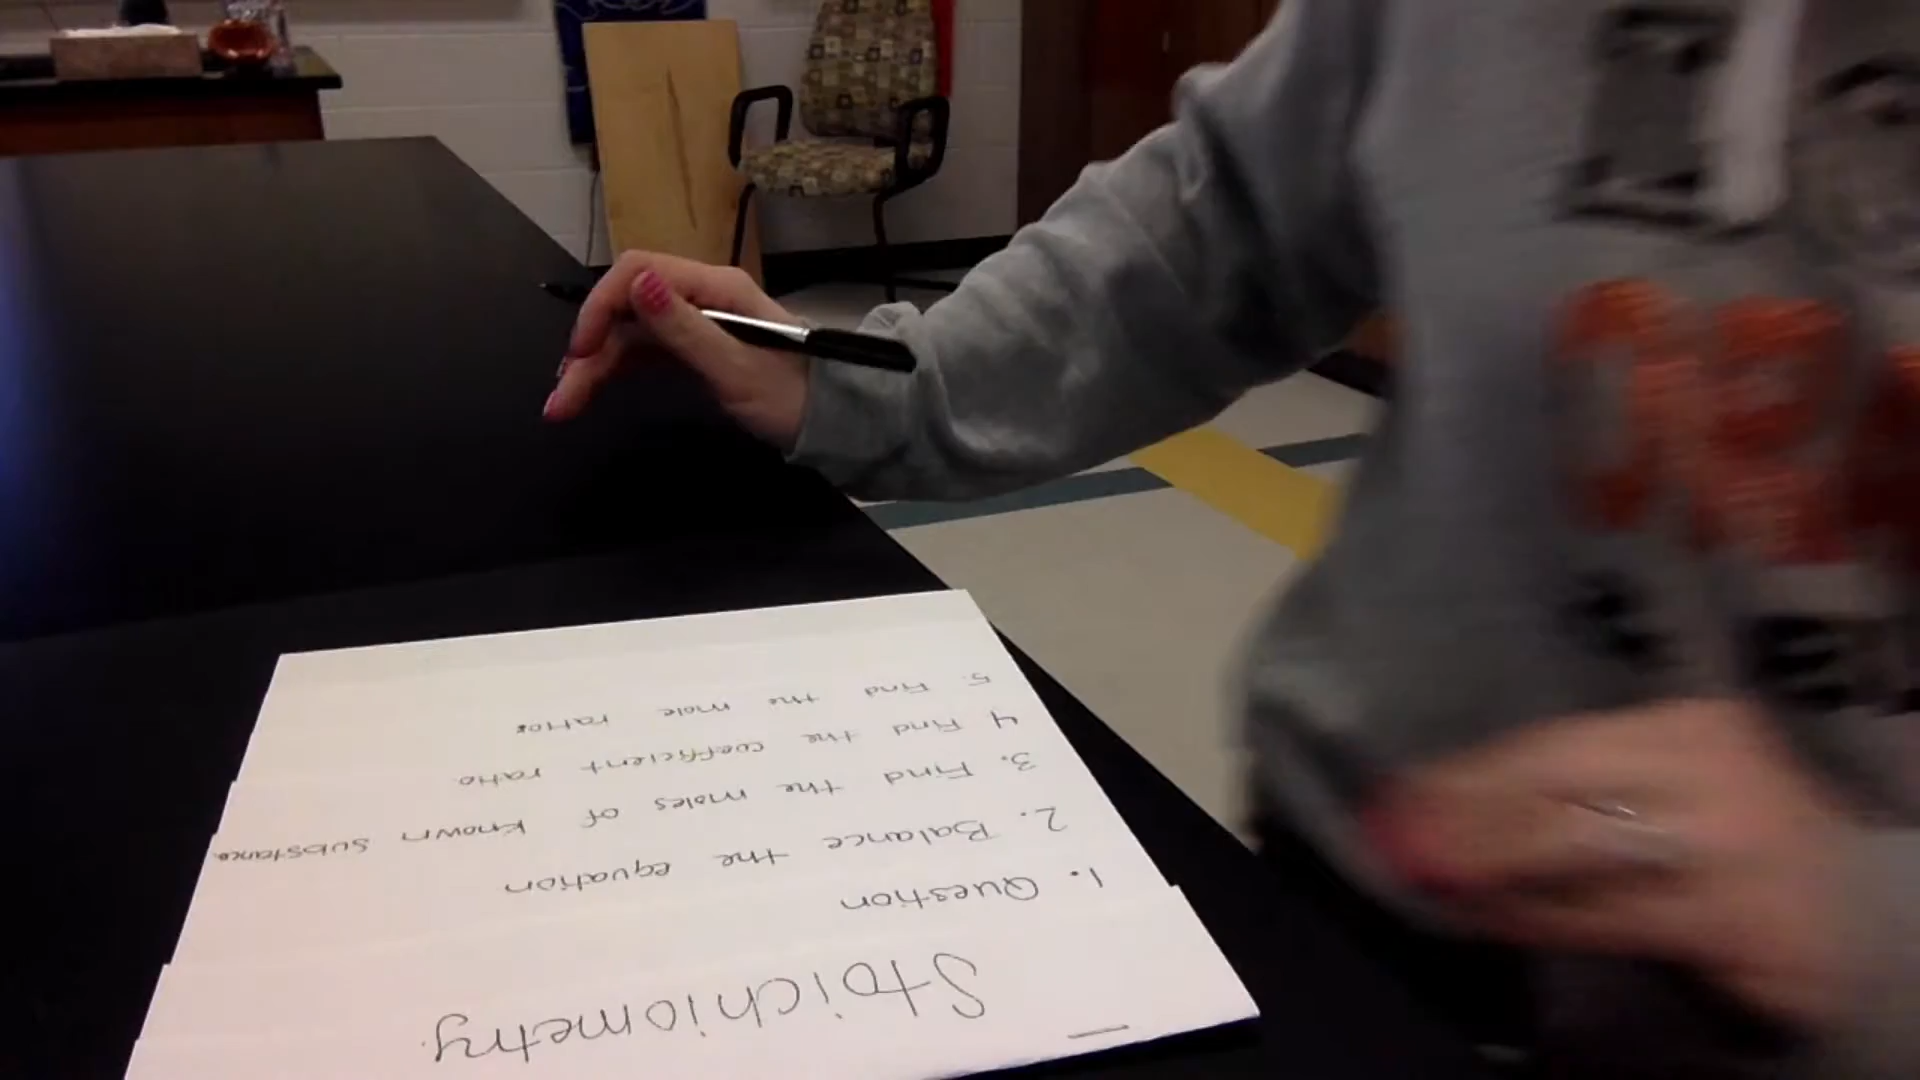 Stoichiometry
1. Question
2. Balance the equation
3. Find the moles of known substance
4 Find the coefficient ratio
5. Find the mole ratios